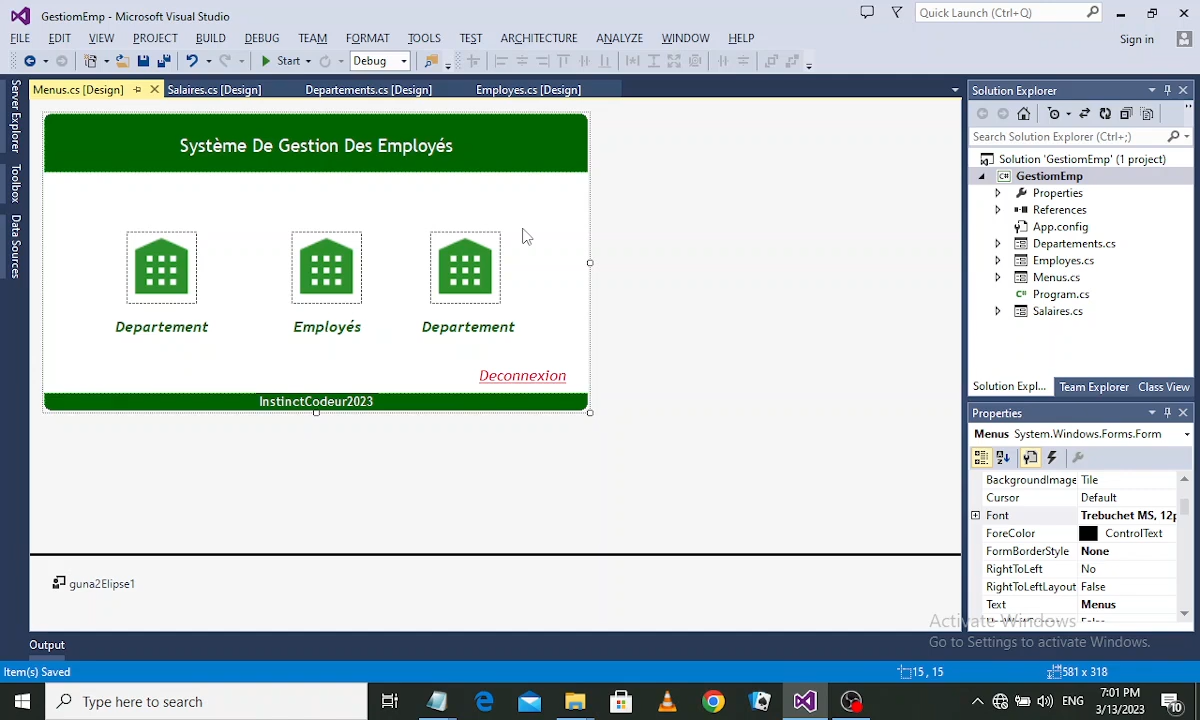 GestiomEmp - Microsoft Visual Studio
Quick Launch (Ctrl+Q)
FILE EDIT VIEW PROJECT BUILD DEBUG TEAM FORMAT TOOLS TEST ARCHITECTURE ANALYZE WINDOW HELP
Sign in
Start Debug
Server Explorer
Toolbox
Data Sources
Menus.cs [Design] Salaires.cs [Design] Departments.cs [Design] Employes.cs [Design]
Système De Gestion Des Employés
Departement Employés Departement
Deconnexion
InstinctCodeur2023
guna2Elipse1
Solution Explorer
Search Solution Explorer (Ctrl+;)
Solution 'GestiomEmp' (1 project)
C# GestiomEmp
Properties
References
App.config
Departments.cs
Employes.cs
Menus.cs
C# Program.cs
Salaires.cs
Solution Expl... Team Explorer Class View
Properties
Menus System.Windows.Forms.Form
BackgroundImage Tile
Cursor Default
Font Trebuchet MS, 12p
ForeColor ControlText
FormBorderStyle None
RightToLeft No
RightToLeftLayout False
Text Menus
Activate Windows
Go to Settings to activate Windows.
Output
Item(s) Saved
15 , 15
581 x 318
Type here to search
ENG
7:01 PM
3/13/2023
10